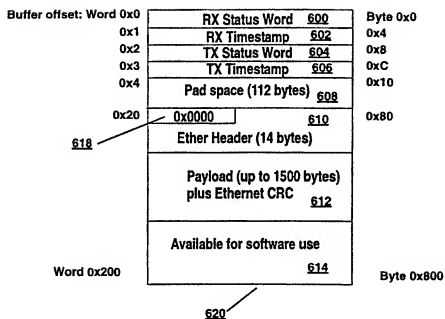 Buffer offset: Word 0x0 RX Status Word 600 Byte 0x0
0x1 RX Timestamp 602 0x4
0x2 TX Status Word 604 0x8
0x3 TX Timestamp 606 0xC
0x4 Pad space (112 bytes) 608 0x10
0x20 0x0000 610 0x80
618 Ether Header (14 bytes)
Payload (up to 1500 bytes)
plus Ethernet CRC 612
Available for software use
614
Word 0x200 Byte 0x800
620